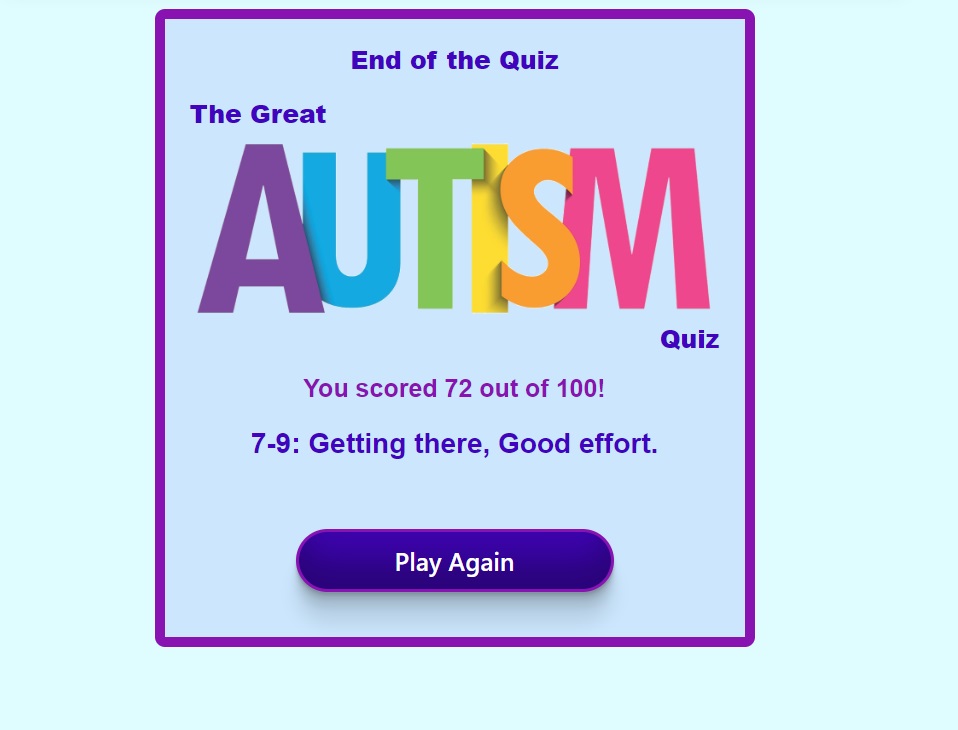 End of the Quiz
The Great
AUTISM
Quiz
You scored 72 out of 100!
7-9: Getting there, Good effort.
Play Again